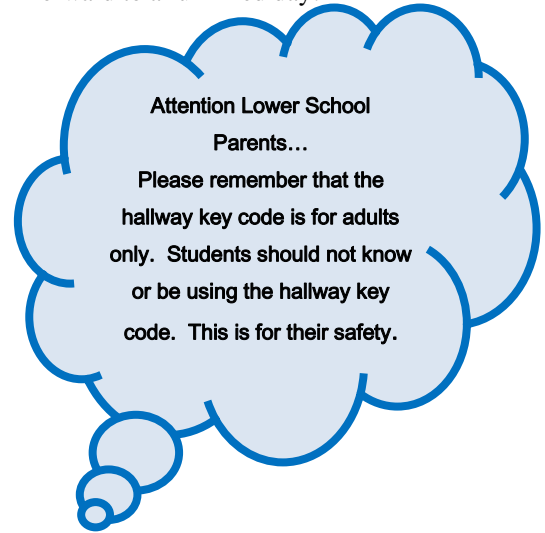 Attention Lower School
Parents…
Please remember that the
hallway key code is for adults
only.  Students should not know
or be using the hallway key
code.  This is for their safety.